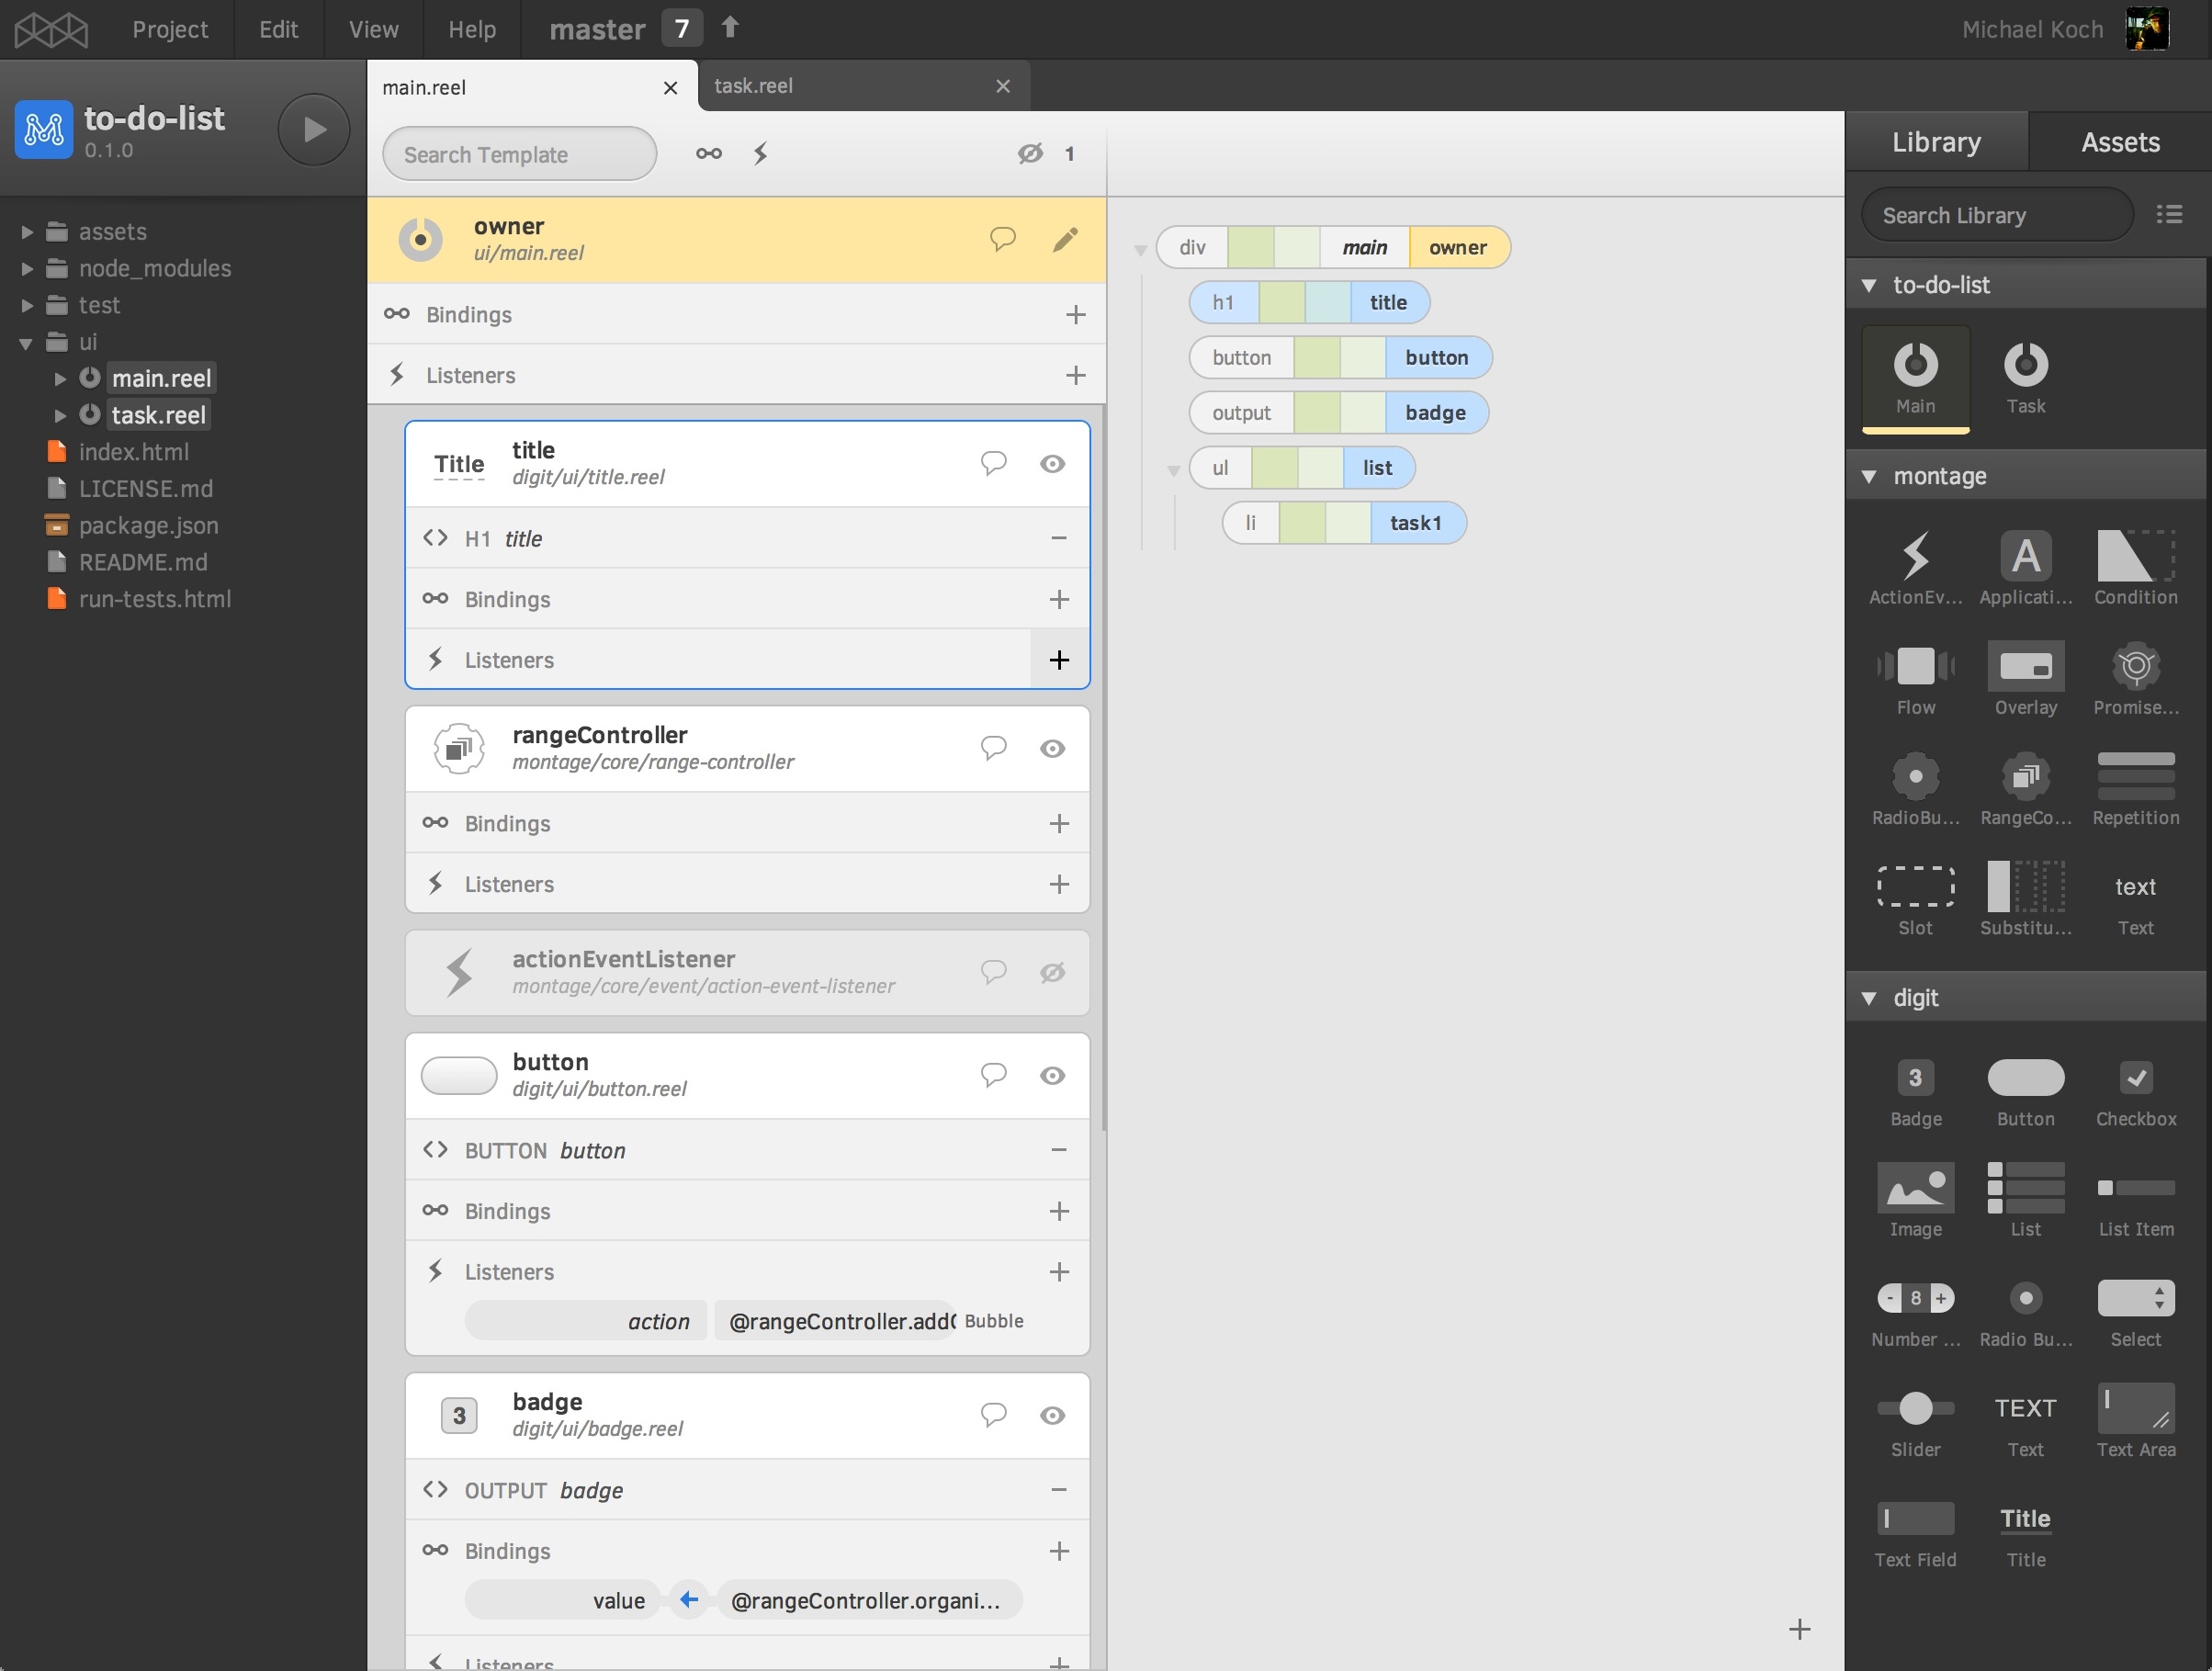 Project Edit View Help master 7 Michael Koch
to-do-list
0.1.0
assets
node_modules
test
ui
main.reel
task.reel
index.html
LICENSE.md
package.json
README.md
run-tests.html
main.reel task.reel
Search Template 1
owner
ui/main.reel
Bindings
Listeners
Title title
digit/ui/title.reel
H1 title
Bindings
Listeners
rangeController
montage/core/range-controller
Bindings
Listeners
actionEventListener
montage/core/event/action-event-listener
button
digit/ui/button.reel
BUTTON button
Bindings
Listeners
action @rangeController.add Bubble
3 badge
digit/ui/badge.reel
OUTPUT badge
Bindings
value @rangeController.organi...
Listeners
div main owner
h1 title
button button
output badge
ul list
li task1
Library Assets
Search Library
to-do-list
Main Task
montage
A
ActionEv... Applicati... Condition
Flow Overlay Promise...
RadioBu... RangeCo... Repetition
text
Slot Substitu... Text
digit
3
Badge Button Checkbox
Image List List Item
- 8 +
Number ... Radio Bu... Select
TEXT
Slider Text Text Area
Title
Text Field Title